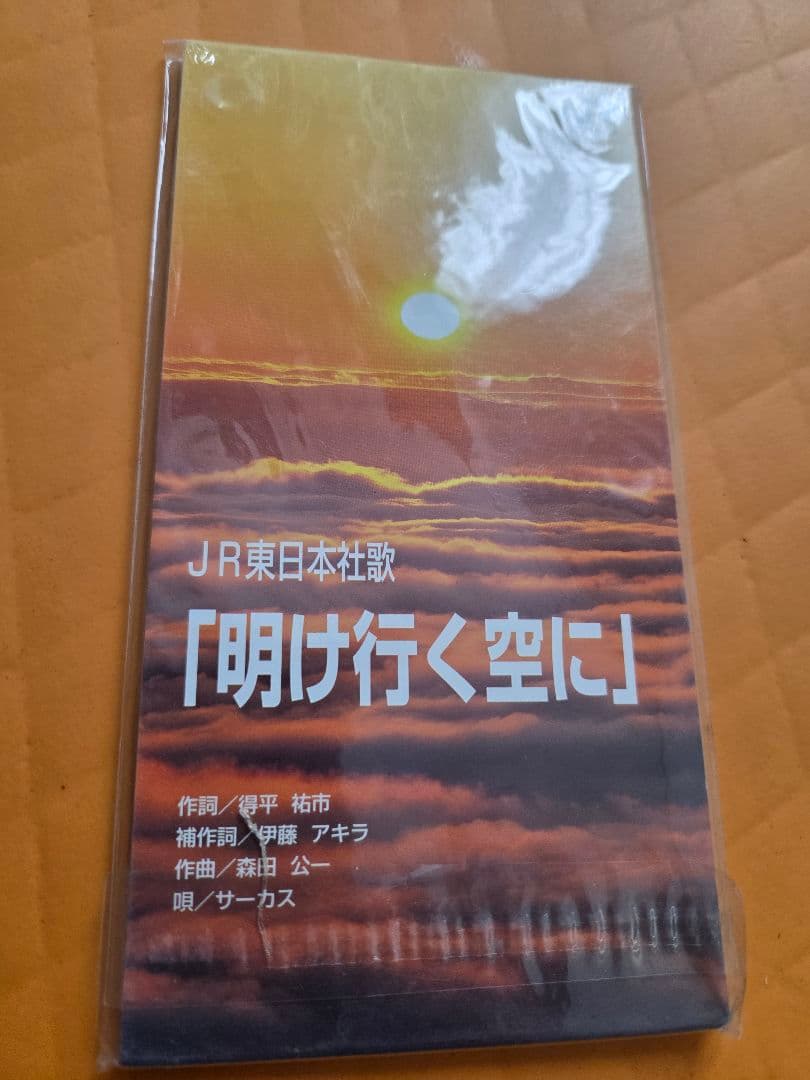 JR東日本社歌
「明け行く空に」
作詞／得平 祐市
補作詞／伊藤 アキラ
作曲／森田 公一
唄／サーカス